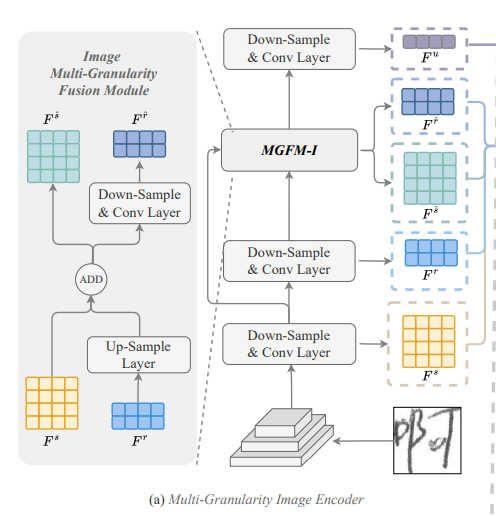 Image
Multi-Granularity
Fusion Module
F^ŝ
F^r̂
Down-Sample
& Conv Layer
ADD
Up-Sample
Layer
F^s
F^r
Down-Sample
& Conv Layer
MGFM-I
Down-Sample
& Conv Layer
Down-Sample
& Conv Layer
F^u
F^r̂
F^ŝ
F^r
F^s
(a) Multi-Granularity Image Encoder